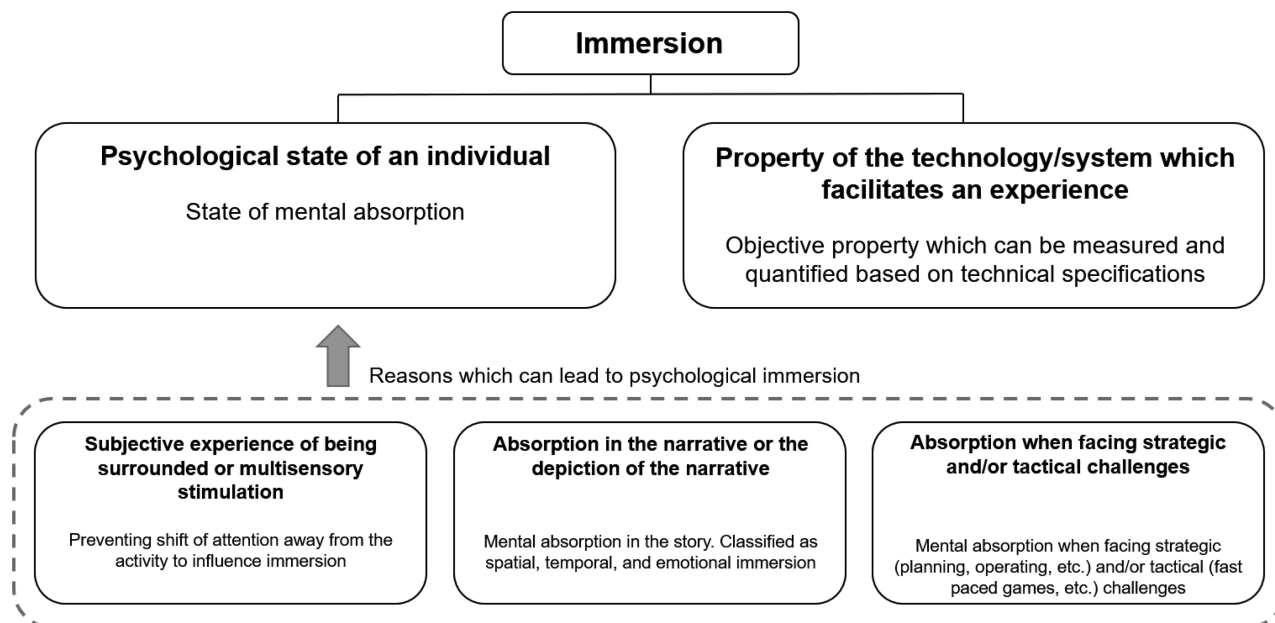 Immersion
Psychological state of an individual
State of mental absorption
Property of the technology/system which
facilitates an experience
Objective property which can be measured and
quantified based on technical specifications
Reasons which can lead to psychological immersion
Subjective experience of being
surrounded or multisensory
stimulation
Preventing shift of attention away from the
activity to influence immersion
Absorption in the narrative or the
depiction of the narrative
Mental absorption in the story. Classified as
spatial, temporal, and emotional immersion
Absorption when facing strategic
and/or tactical challenges
Mental absorption when facing strategic
(planning, operating, etc.) and/or tactical (fast
paced games, etc.) challenges